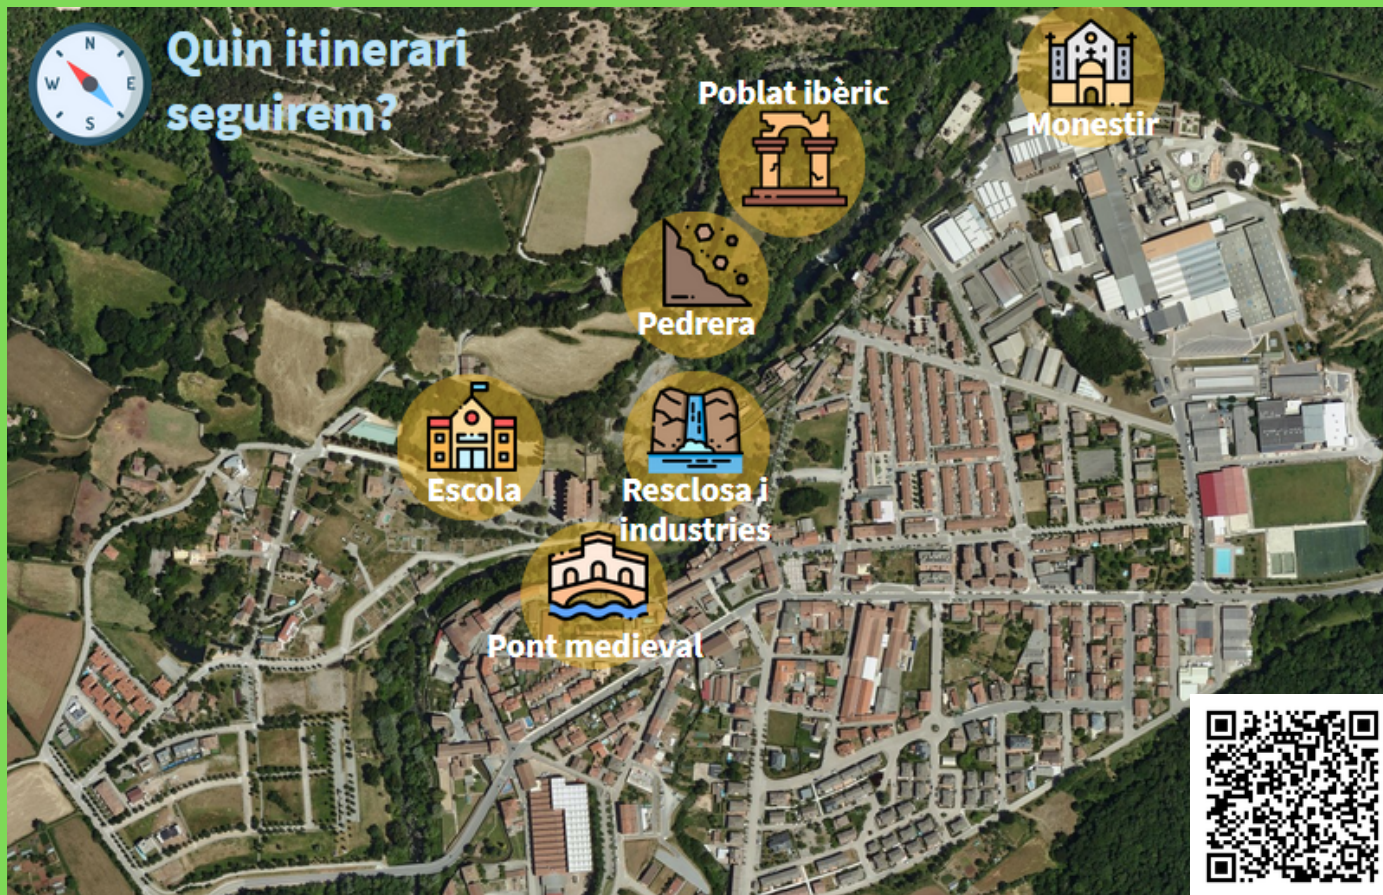 N
W E
S
Quin itinerari
seguirem?
Poblat ibèric
Monestir
Pedrera
Escola
Resclosa i
industries
Pont medieval